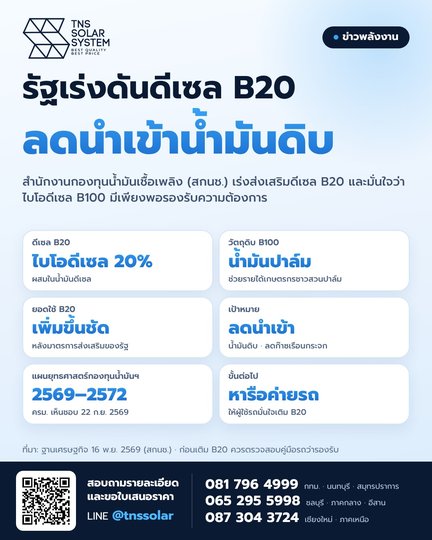 TNS
SOLAR
SYSTEM
BEST QUALITY
BEST PRICE
ข่าวพลังงาน
รัฐเร่งดันดีเซล B20
ลดนำเข้าน้ำมันดิบ
สำนักงานกองทุนน้ำมันเชื้อเพลิง (สกนช.) เร่งส่งเสริมดีเซล B20 และมั่นใจว่า
ไบโอดีเซล B100 มีเพียงพอรองรับความต้องการ
ดีเซล B20
ไบโอดีเซล 20%
ผสมในน้ำมันดีเซล
วัตถุดิบ B100
น้ำมันปาล์ม
ช่วยรายได้เกษตรกรชาวสวนปาล์ม
ยอดใช้ B20
เพิ่มขึ้นชัด
หลังมาตรการส่งเสริมของรัฐ
เป้าหมาย
ลดนำเข้า
น้ำมันดิบ · ลดก๊าซเรือนกระจก
แผนยุทธศาสตร์กองทุนน้ำมันฯ
2569–2572
ครม. เห็นชอบ 22 ก.ย. 2569
ขั้นต่อไป
หารือค่ายรถ
ให้ผู้ใช้รถมั่นใจเติม B20
ที่มา: ฐานเศรษฐกิจ 16 พ.ย. 2569 (สกนช.) · ก่อนเติม B20 ควรตรวจสอบคู่มือรถว่ารองรับ
สอบถามรายละเอียด
และขอใบเสนอราคา
LINE @tnssolar
081 796 4999 กทม. · นนทบุรี · สมุทรปราการ
065 295 5998 ชลบุรี · ภาคกลาง · อีสาน
087 304 3724 เชียงใหม่ · ภาคเหนือ